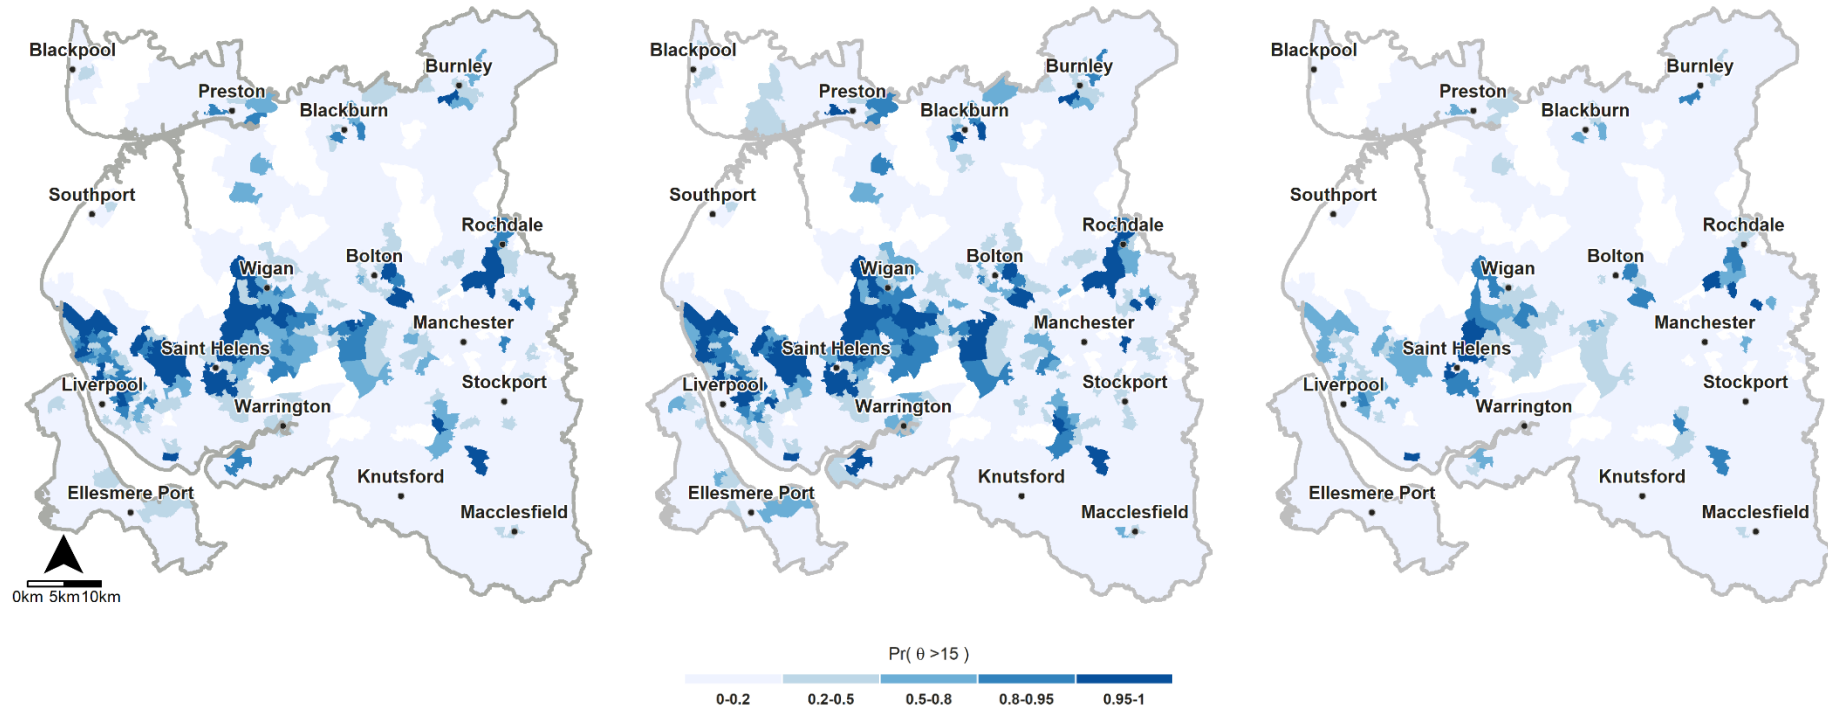 Blackpool
Burnley
Preston
Blackburn
Southport
Rochdale
Bolton
Wigan
Manchester
Saint Helens
Liverpool
Stockport
Warrington
Knutsford
Ellesmere Port
Macclesfield
0km 5km10km
Blackpool
Burnley
Preston
Blackburn
Southport
Rochdale
Bolton
Wigan
Manchester
Saint Helens
Liverpool
Stockport
Warrington
Knutsford
Ellesmere Port
Macclesfield
Blackpool
Burnley
Preston
Blackburn
Southport
Rochdale
Bolton
Wigan
Manchester
Saint Helens
Liverpool
Stockport
Warrington
Knutsford
Ellesmere Port
Macclesfield
Pr( θ >15 )
0-0.2 0.2-0.5 0.5-0.8 0.8-0.95 0.95-1